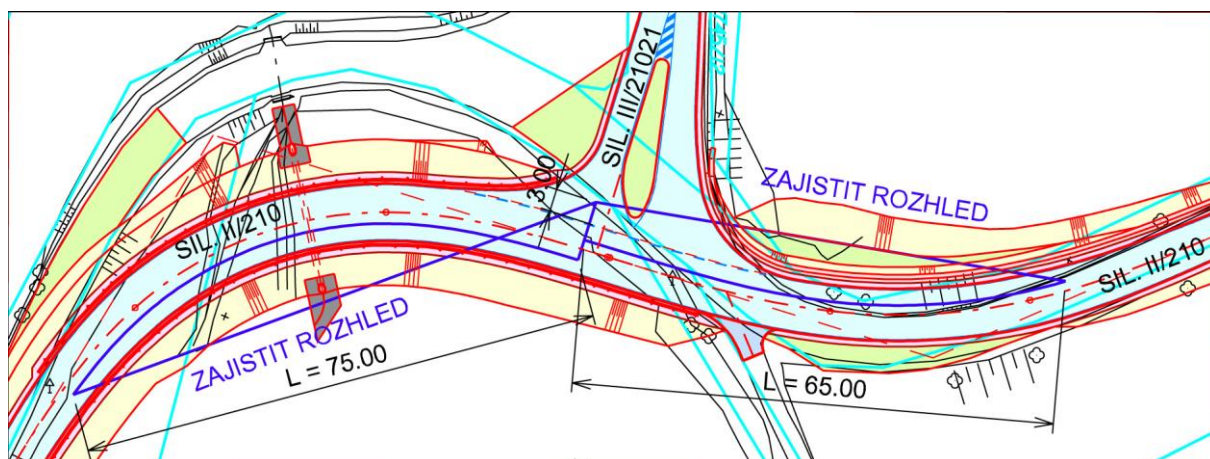 SIL. III/21021
3.00
ZAJISTIT ROZHLED
SIL. II/210
SIL. II/210
ZAJISTIT ROZHLED
L = 75.00
L = 65.00